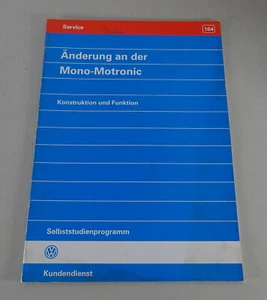 Service
164
Änderung an der
Mono-Motronic
Konstruktion und Funktion
Selbststudienprogramm
Kundendienst